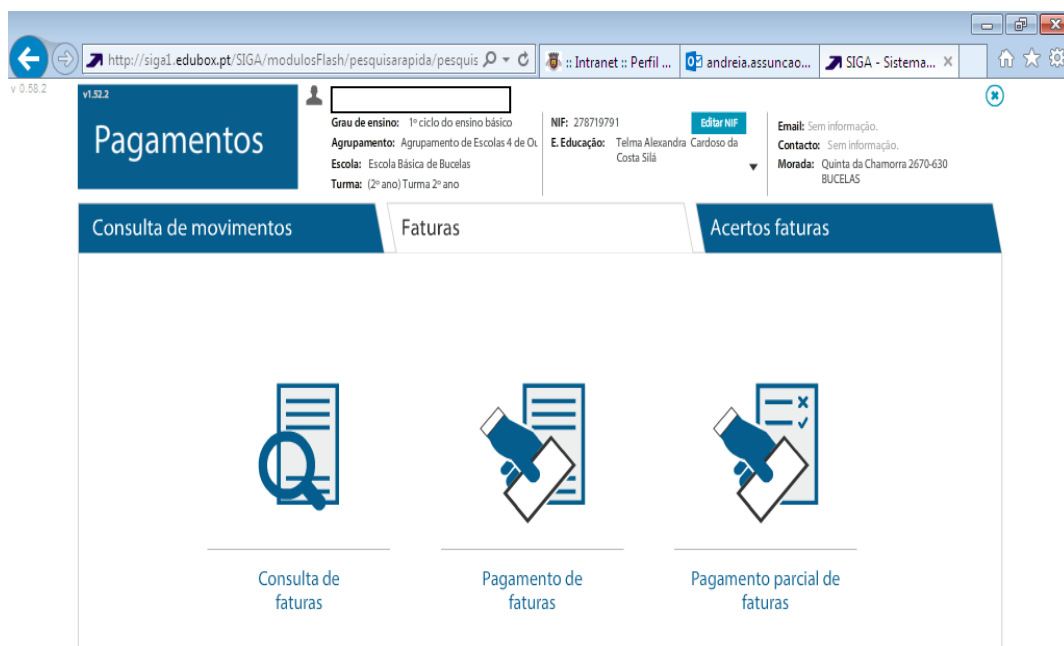 http://siga1.edubox.pt/SIGA/modulosFlash/pesquisarapida/pesquis
:: Intranet :: Perfil ...
andreia.assuncao...
SIGA - Sistema...
v 0.58.2
v1.52.2
Pagamentos
Grau de ensino: 1º ciclo do ensino básico
Agrupamento: Agrupamento de Escolas 4 de Ou
Escola: Escola Básica de Bucelas
Turma: (2º ano) Turma 2º ano
NIF: 278719791
Editar NIF
E. Educação: Telma Alexandra Cardoso da
Costa Silá
Email: Sem informação.
Contacto: Sem informação.
Morada: Quinta da Chamorra 2670-630
BUCELAS
Consulta de movimentos
Faturas
Acertos faturas
Consulta de
faturas
Pagamento de
faturas
Pagamento parcial de
faturas